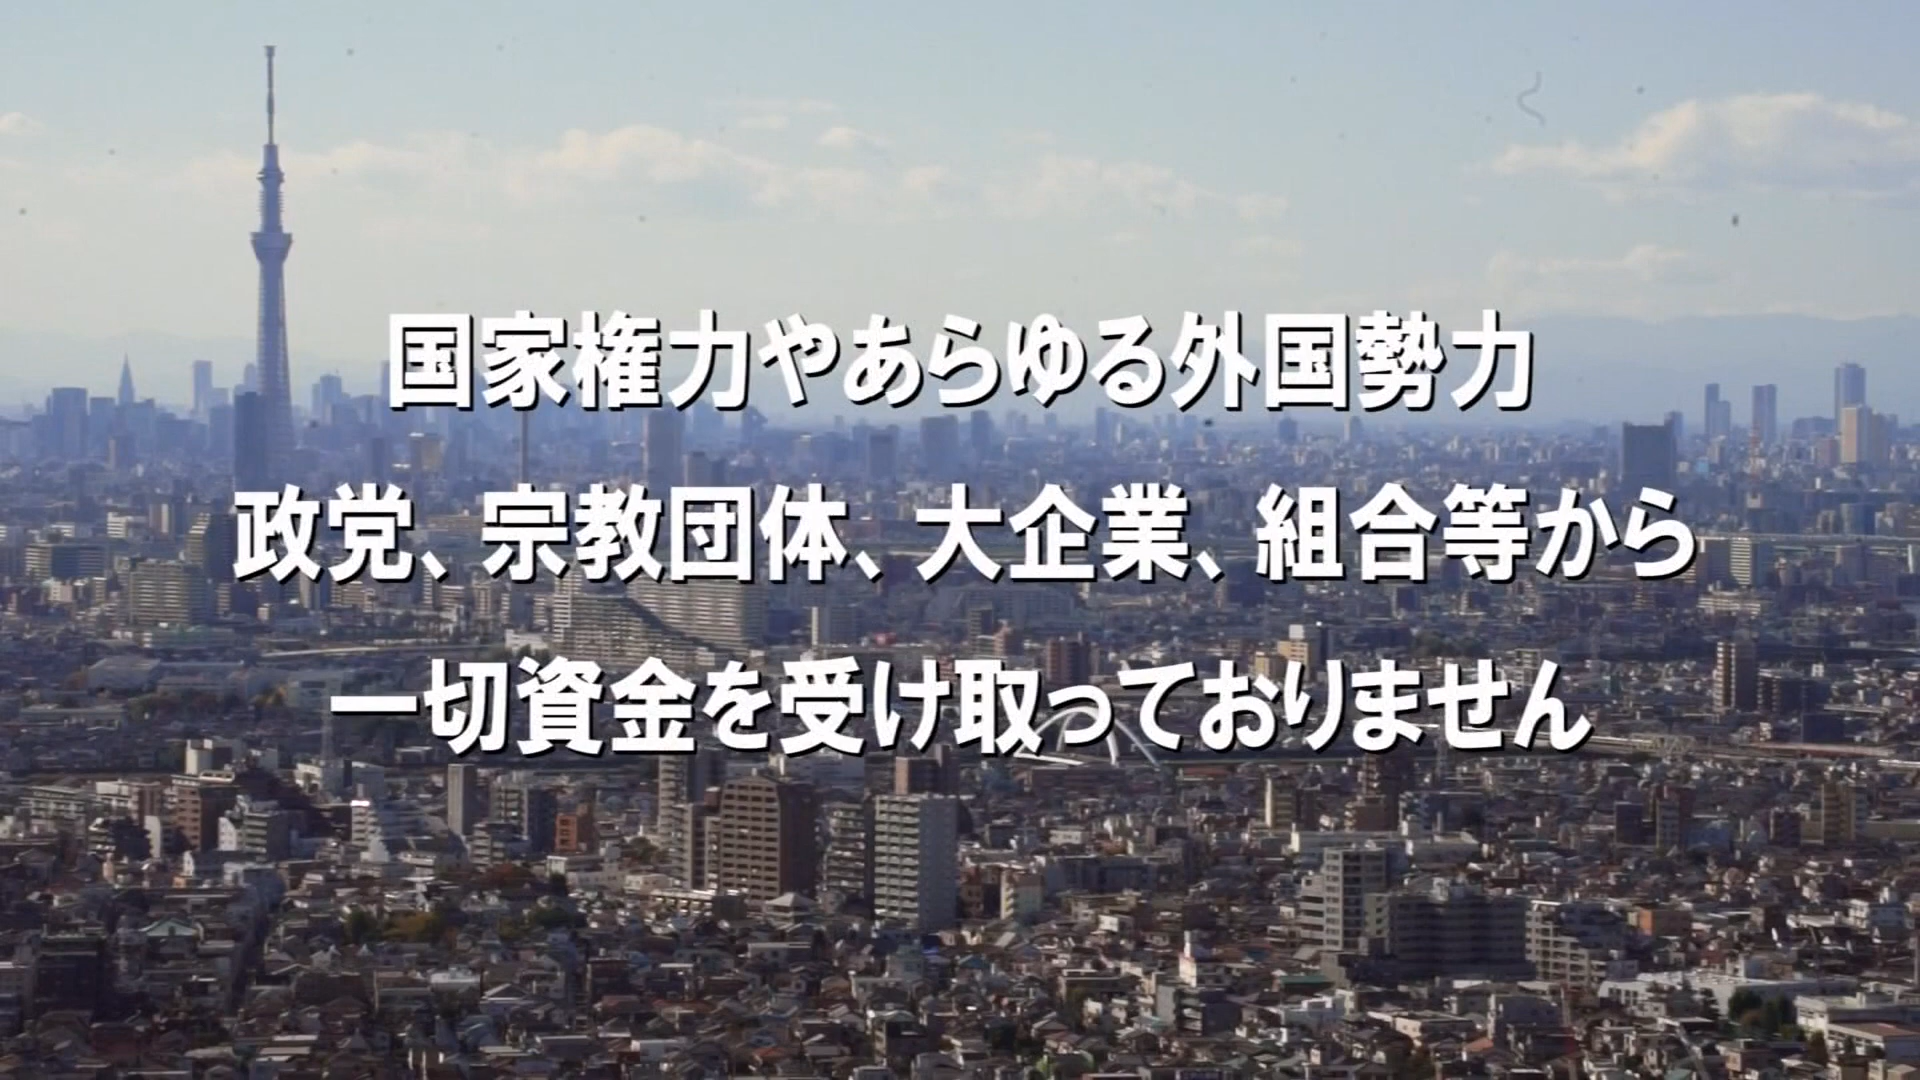 国家権力やあらゆる外国勢力
政党、宗教団体、大企業、組合等から
一切資金を受け取っておりません